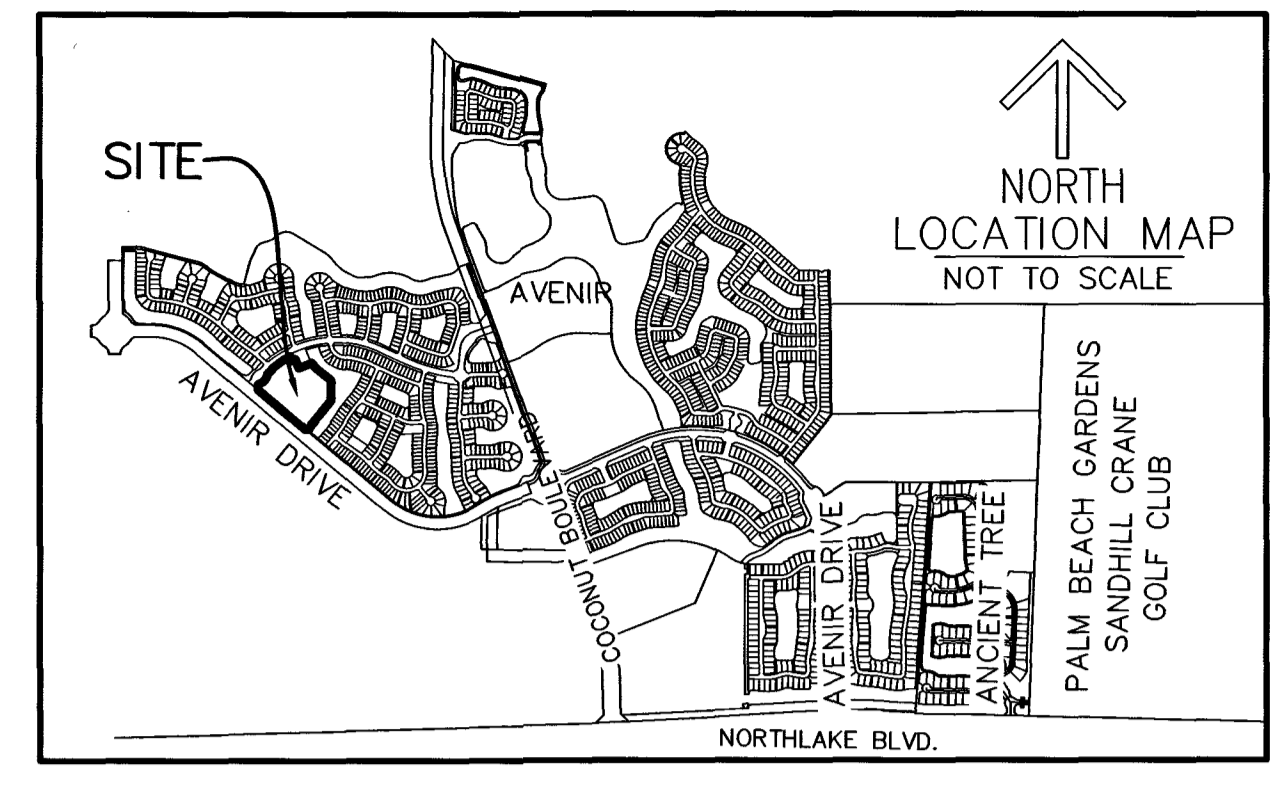 SITE
NORTH
LOCATION MAP
NOT TO SCALE
AVENIR
AVENIR DRIVE
COCONUT BOULEVARD
AVENIR DRIVE
ANCIENT TREE
PALM BEACH GARDENS
SANDHILL CRANE
GOLF CLUB
NORTHLAKE BLVD.